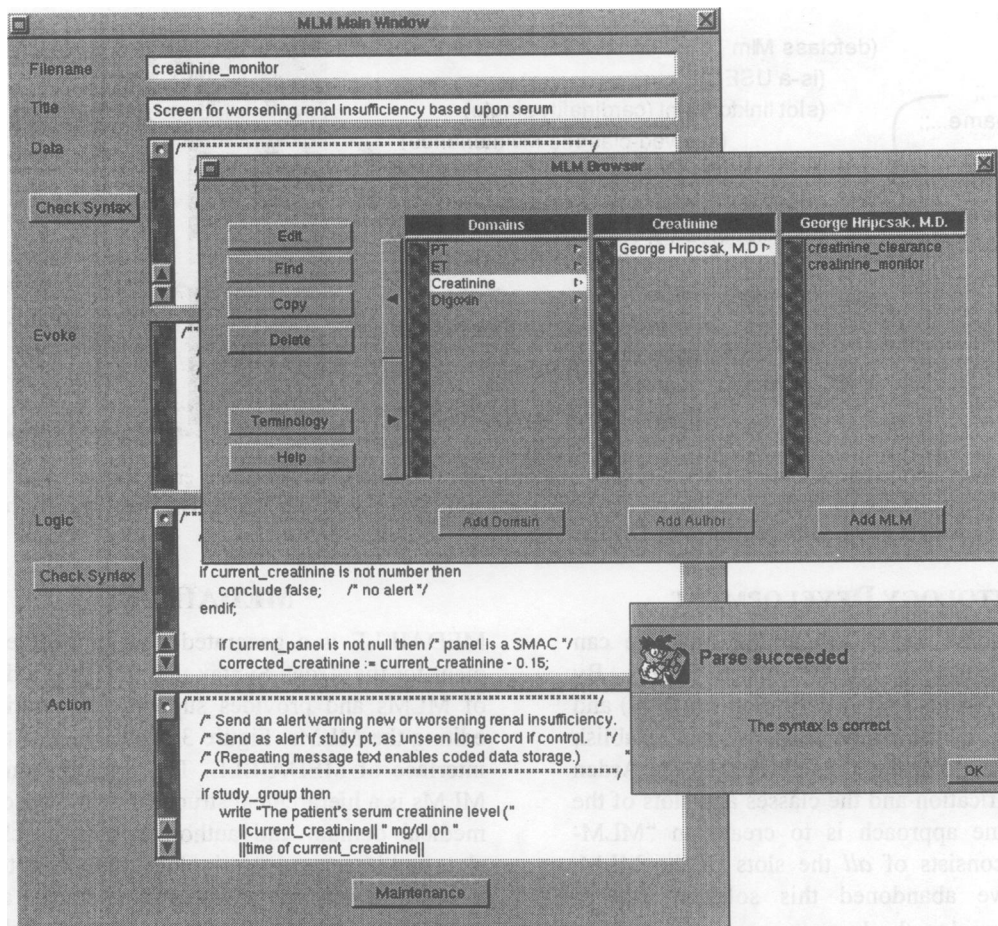 MLM Main Window
Filename
creatinine_monitor
Title
Screen for worsening renal insufficiency based upon serum
Data
/*********************************************************************/
Check Syntax
MLM Browser
Edit
Find
Copy
Delete
Terminology
Help
Domains
PT
ET
Creatinine
Digoxin
Creatinine
George Hripcsak, M.D
George Hripcsak, M.D.
creatinine_clearance
creatinine_monitor
Add Domain
Add Author
Add MLM
Evoke
Logic
Check Syntax
if current_creatinine is not number then
conclude false; /* no alert */
endif;
if current_panel is not null then /* panel is a SMAC */
corrected_creatinine := current_creatinine - 0.15;
Parse succeeded
The syntax is correct
OK
Action
/* Send an alert warning new or worsening renal insufficiency.
/* Send as alert if study pt, as unseen log record if control. */
/* (Repeating message text enables coded data storage.)
if study_group then
write "The patient's serum creatinine level ("
||current_creatinine|| " mg/dl on "
||time of current_creatinine||
Maintenance